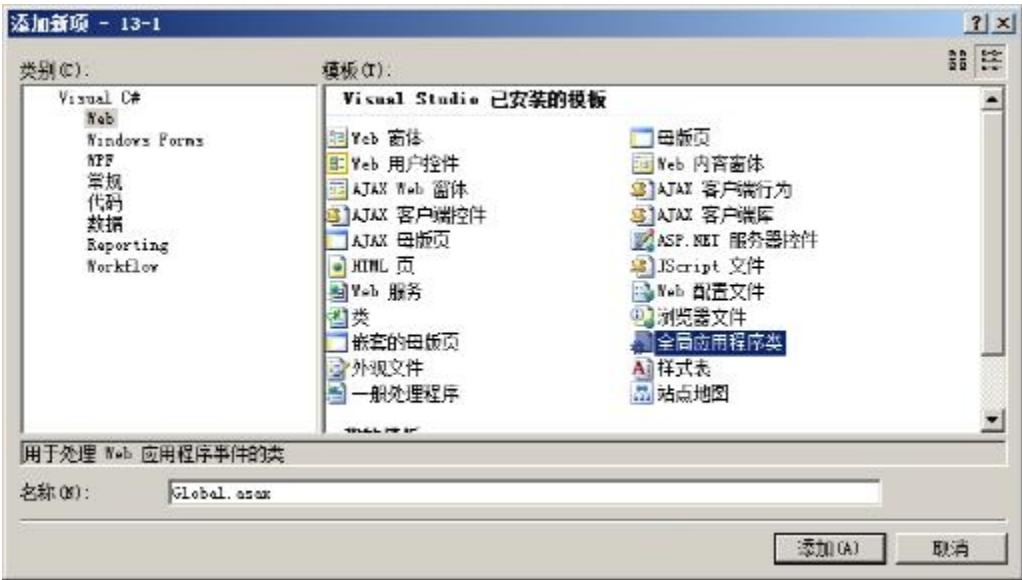 添加新项 - 13-1
类别(C):
模板(T):
Visual C#
Web
Windows Forms
WPF
常规
代码
数据
Reporting
Workflow
Visual Studio 已安装的模板
Web 窗体
母版页
Web 用户控件
Web 内容窗体
AJAX Web 窗体
AJAX 客户端行为
AJAX 客户端控件
AJAX 客户端库
AJAX 母版页
ASP.NET 服务器控件
HTML 页
JScript 文件
Web 服务
Web 配置文件
类
浏览器文件
嵌套的母版页
全局应用程序类
外观文件
样式表
一般处理程序
站点地图
用于处理 Web 应用程序事件的类
名称(N):
Global.asax
添加(A)
取消